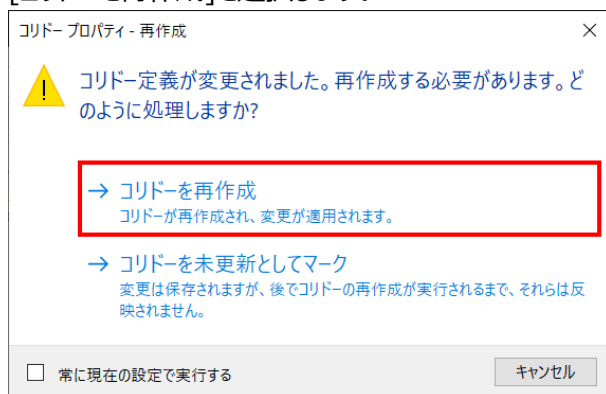 コリドー プロパティ - 再作成
コリドー定義が変更されました。再作成する必要があります。ど
のように処理しますか?
→ コリドーを再作成
コリドーが再作成され、変更が適用されます。
→ コリドーを未更新としてマーク
変更は保存されますが、後でコリドーの再作成が実行されるまで、それらは反
映されません。
常に現在の設定で実行する
キャンセル